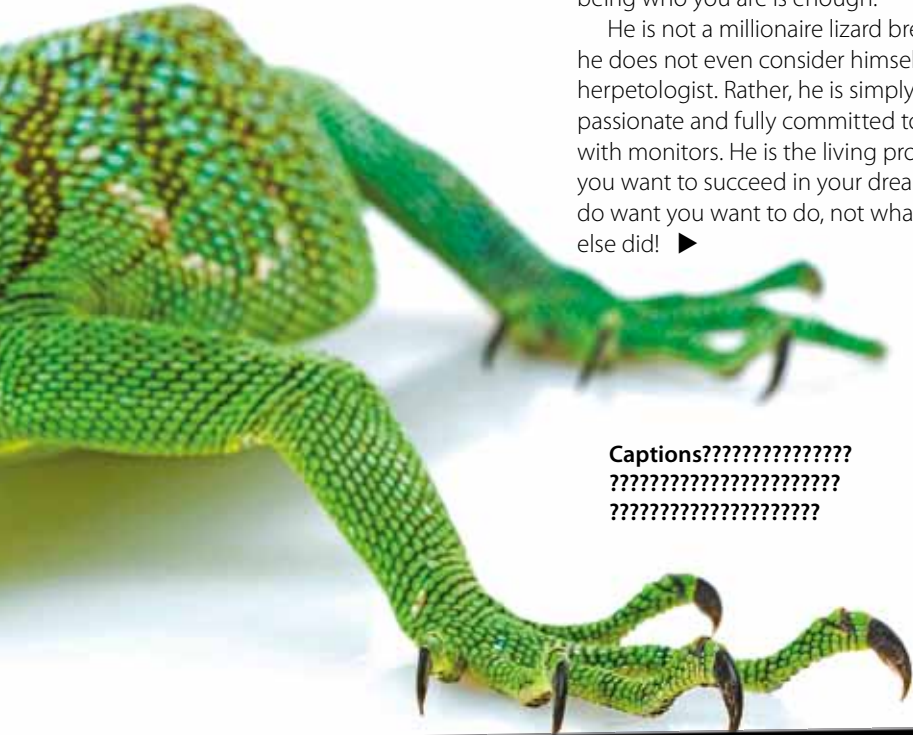 being who you are is enough.
He is not a millionaire lizard bre
he does not even consider himsel
herpetologist. Rather, he is simply
passionate and fully committed to
with monitors. He is the living pro
you want to succeed in your drea
do want you want to do, not wha
else did! ▶
Captions???????????????
???????????????????????
?????????????????????